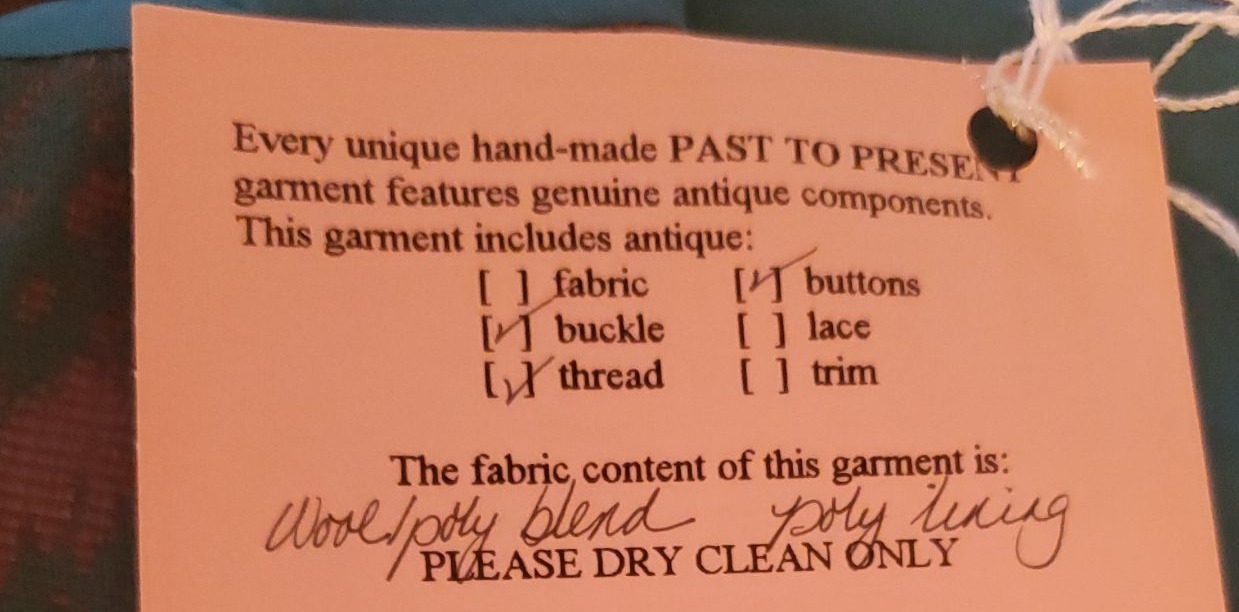 Every unique hand-made PAST TO PRESENT
garment features genuine antique components.
This garment includes antique:
[ ] fabric [✓] buttons
[✓] buckle [ ] lace
[✓] thread [ ] trim
The fabric content of this garment is:
Wool/poly blend poly lining
PLEASE DRY CLEAN ONLY